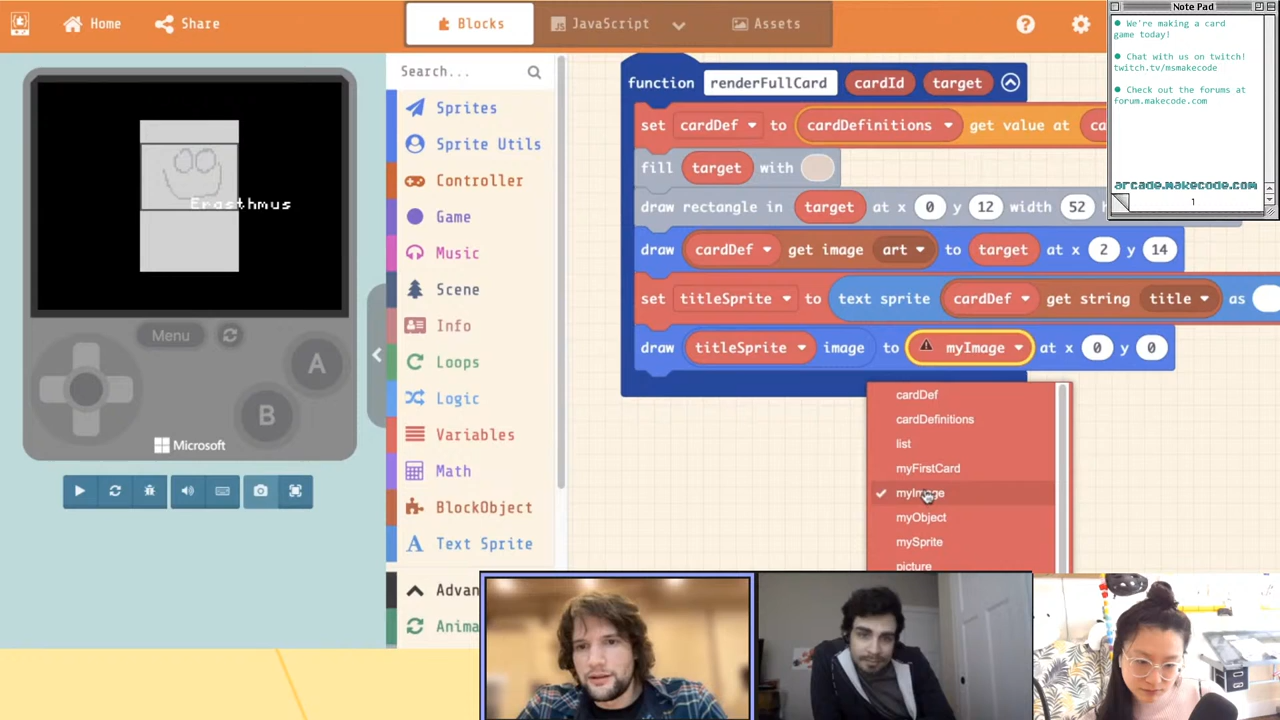 Home
Share
Blocks
JavaScript
Assets
Note Pad
We're making a card
game today!
Chat with us on twitch!
twitch.tv/msmakecode
Check out the forums at
forum.makecode.com
arcade.makecode.com
1
Erasthmus
Menu
A
B
Microsoft
Search...
Sprites
Sprite Utils
Controller
Game
Music
Scene
Info
Loops
Logic
Variables
Math
BlockObject
Text Sprite
Advan
Anima
function renderFullCard cardId target
set cardDef to cardDefinitions get value at ca
fill target with
draw rectangle in target at x 0 y 12 width 52 h
draw cardDef get image art to target at x 2 y 14
set titleSprite to text sprite cardDef get string title as
draw titleSprite image to myImage at x 0 y 0
cardDef
cardDefinitions
list
myFirstCard
myImage
myObject
mySprite
picture